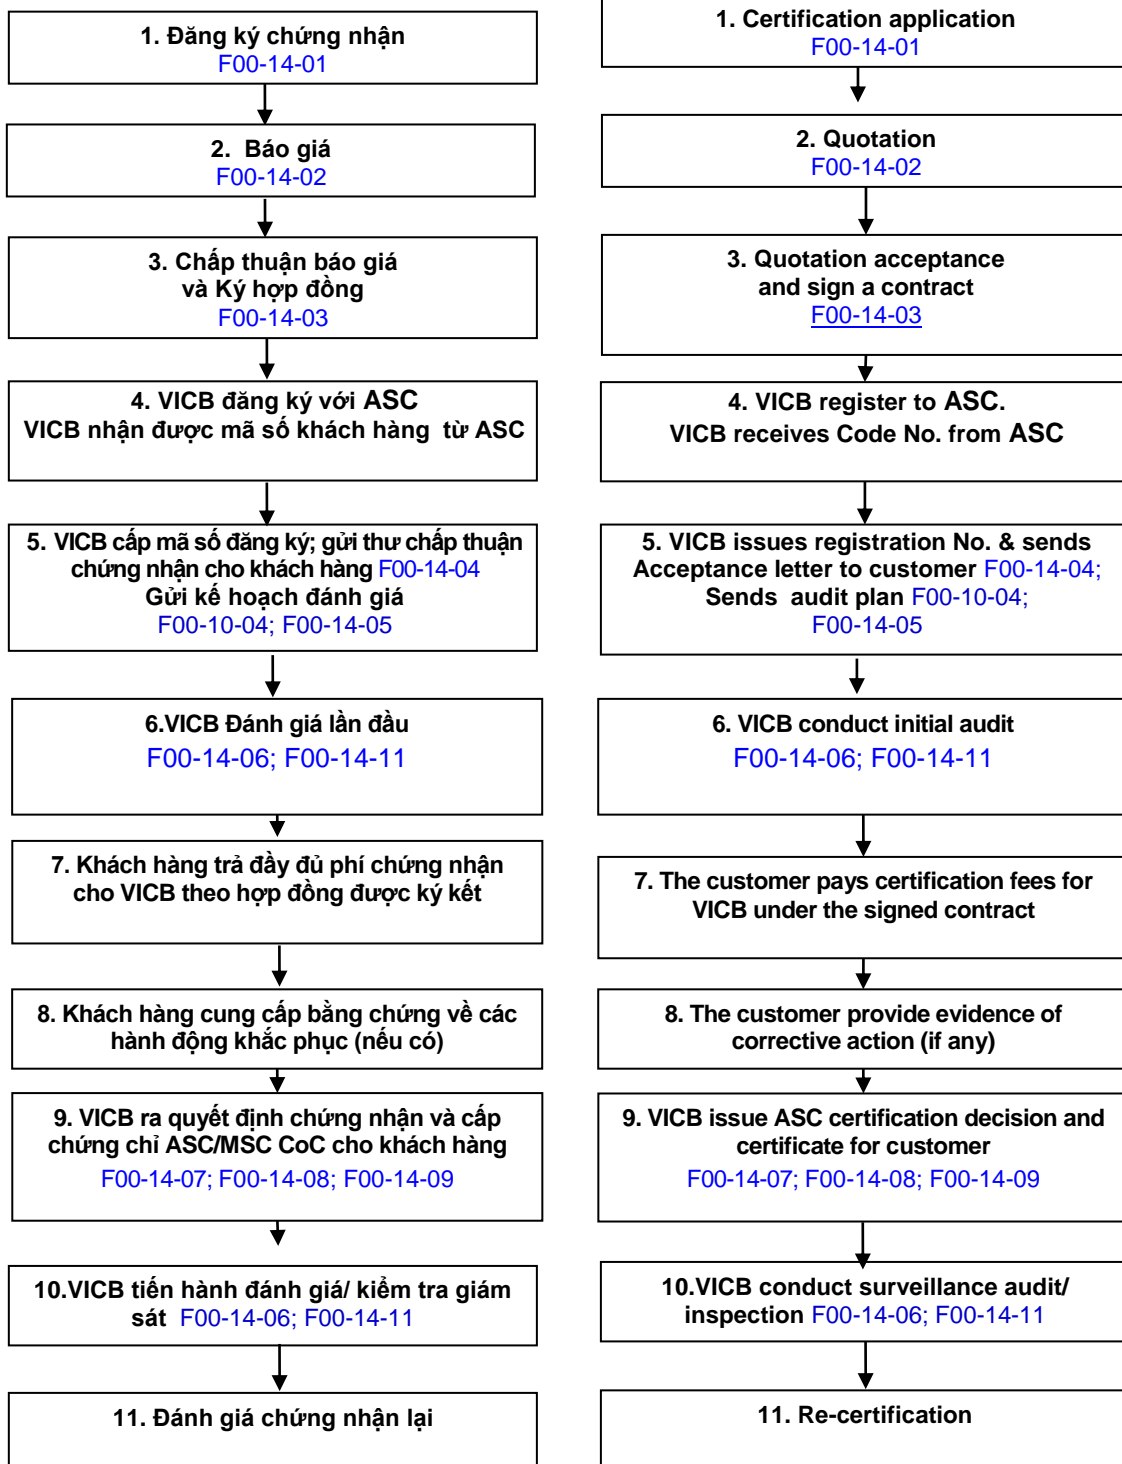 1. Đăng ký chứng nhận
F00-14-01
2. Báo giá
F00-14-02
3. Chấp thuận báo giá
và Ký hợp đồng
F00-14-03
4. VICB đăng ký với ASC
VICB nhận được mã số khách hàng từ ASC
5. VICB cấp mã số đăng ký; gửi thư chấp thuận
chứng nhận cho khách hàng F00-14-04
Gửi kế hoạch đánh giá
F00-10-04; F00-14-05
6.VICB Đánh giá lần đầu
F00-14-06; F00-14-11
7. Khách hàng trả đầy đủ phí chứng nhận
cho VICB theo hợp đồng được ký kết
8. Khách hàng cung cấp bằng chứng về các
hành động khắc phục (nếu có)
9. VICB ra quyết định chứng nhận và cấp
chứng chỉ ASC/MSC CoC cho khách hàng
F00-14-07; F00-14-08; F00-14-09
10.VICB tiến hành đánh giá/ kiểm tra giám
sát F00-14-06; F00-14-11
11. Đánh giá chứng nhận lại
1. Certification application
F00-14-01
2. Quotation
F00-14-02
3. Quotation acceptance
and sign a contract
F00-14-03
4. VICB register to ASC.
VICB receives Code No. from ASC
5. VICB issues registration No. & sends
Acceptance letter to customer F00-14-04;
Sends audit plan F00-10-04;
F00-14-05
6. VICB conduct initial audit
F00-14-06; F00-14-11
7. The customer pays certification fees for
VICB under the signed contract
8. The customer provide evidence of
corrective action (if any)
9. VICB issue ASC certification decision and
certificate for customer
F00-14-07; F00-14-08; F00-14-09
10.VICB conduct surveillance audit/
inspection F00-14-06; F00-14-11
11. Re-certification